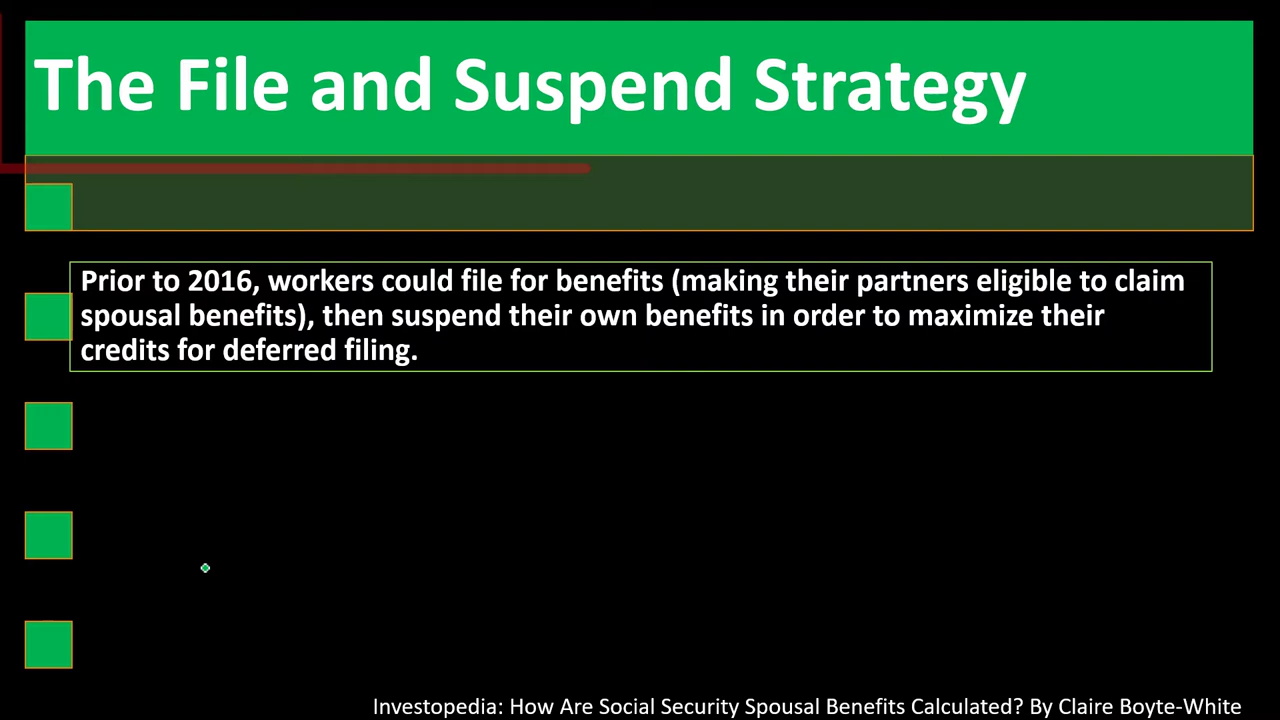 The File and Suspend Strategy
Prior to 2016, workers could file for benefits (making their partners eligible to claim
spousal benefits), then suspend their own benefits in order to maximize their
credits for deferred filing.
Investopedia: How Are Social Security Spousal Benefits Calculated? By Claire Boyte-White